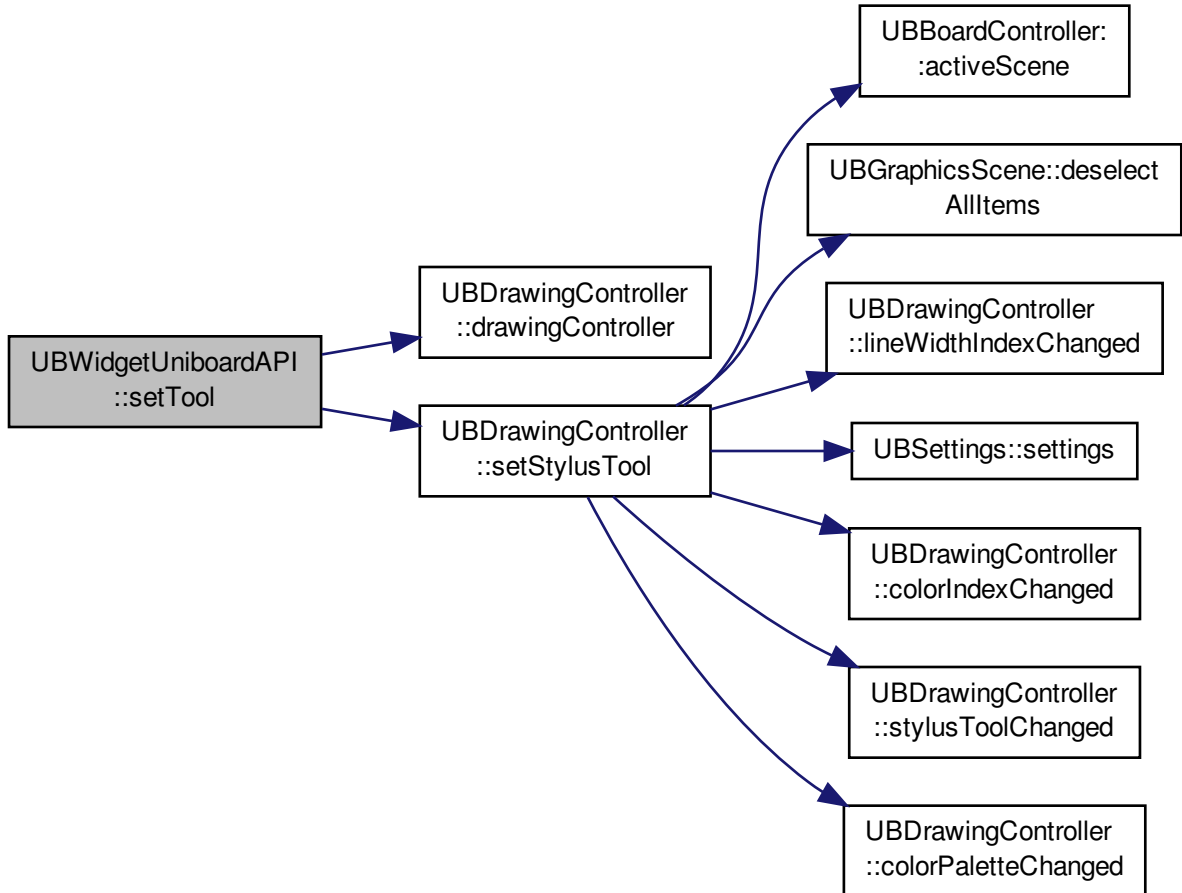 UBWidgetUniboardAPI
::setTool
UBDrawingController
::drawingController
UBDrawingController
::setStylusTool
UBBoardController:
:activeScene
UBGraphicsScene::deselect
AllItems
UBDrawingController
::lineWidthIndexChanged
UBSettings::settings
UBDrawingController
::colorIndexChanged
UBDrawingController
::stylusToolChanged
UBDrawingController
::colorPaletteChanged